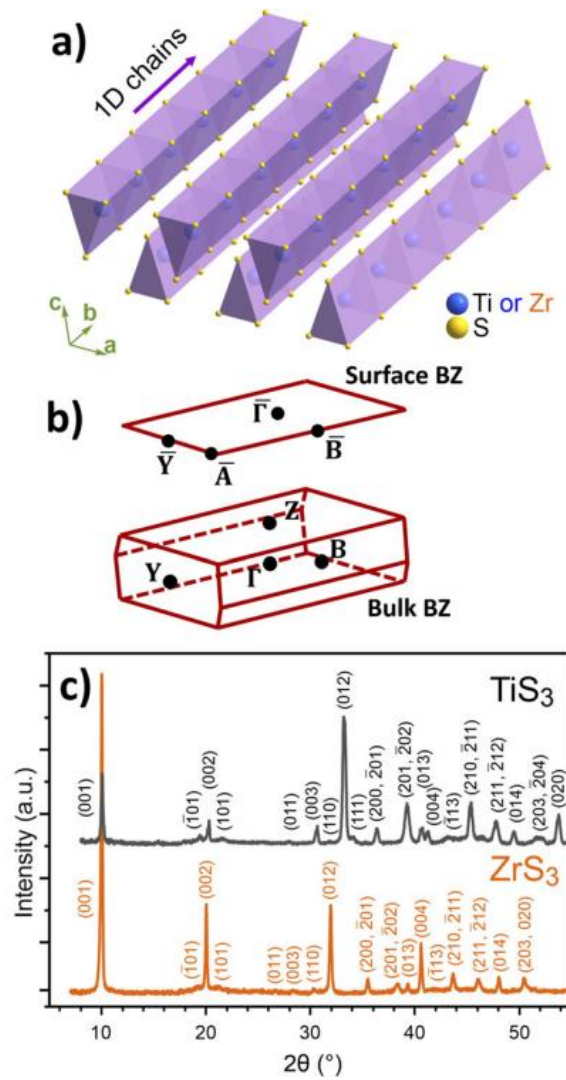 a)
1D chains
c
b
a
Ti or Zr
S
b)
Surface BZ
Γ̅
Y̅
A̅
B̅
Z
Y
Γ
B
Bulk BZ
c)
TiS₃
(001)
(1̅01)
(002)
(101)
(011)
(003)
(110)
(012)
(111)
(200, 2̅01)
(201, 2̅02)
(013)
(004)
(1̅13)
(210, 2̅11)
(211, 2̅12)
(014)
(203, 2̅04)
(020)
ZrS₃
(001)
(1̅01)
(002)
(101)
(011)
(003)
(110)
(012)
(200, 2̅01)
(201, 2̅02)
(013)
(004)
(1̅13)
(210, 2̅11)
(211, 2̅12)
(014)
(203, 020)
Intensity (a.u.)
10 20 30 40 50
2θ (°)